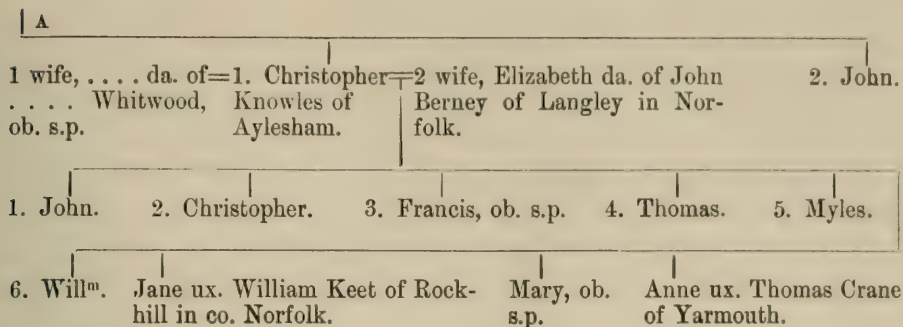 A
1 wife, . . . . da. of=1. Christopher=2 wife, Elizabeth da. of John 2. John.
. . . . Whitwood, Knowles of Berney of Langley in Nor-
ob. s.p. Aylesham. folk.
1. John. 2. Christopher. 3. Francis, ob. s.p. 4. Thomas. 5. Myles.
6. Willᵐ. Jane ux. William Keet of Rock- Mary, ob. Anne ux. Thomas Crane
hill in co. Norfolk. s.p. of Yarmouth.